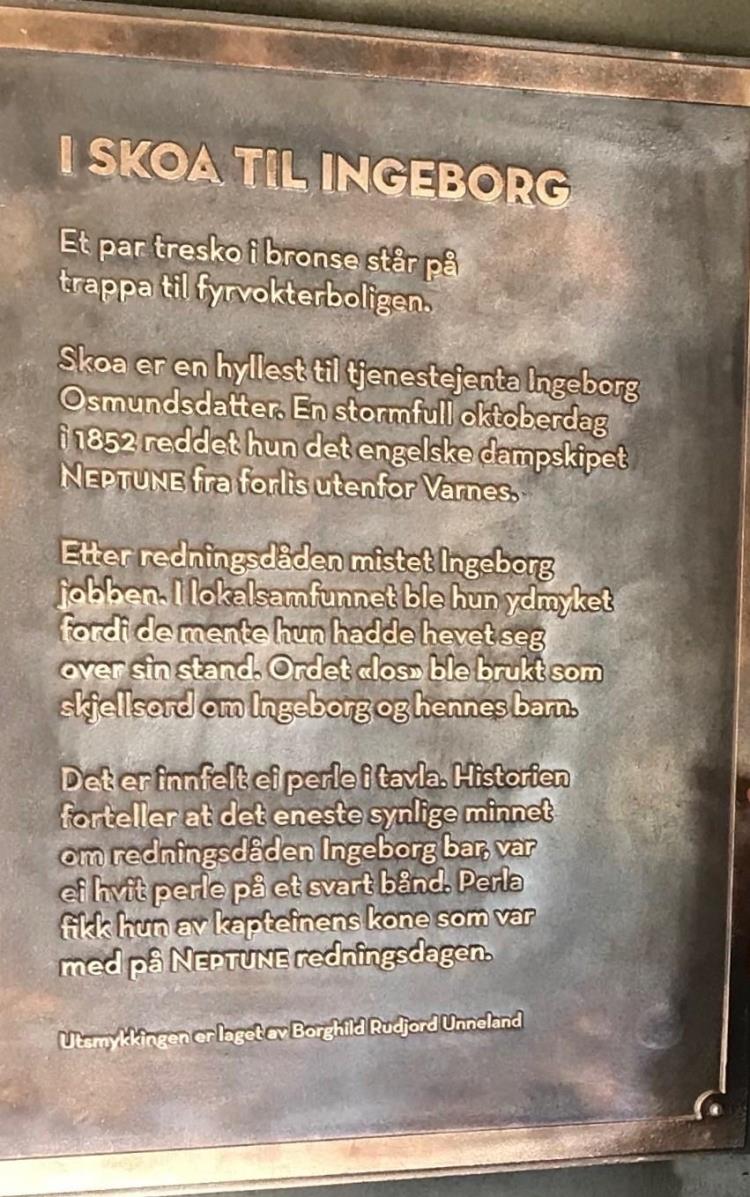 I SKOA TIL INGEBORG
Et par tresko i bronse står på
trappa til fyrvokterboligen.
Skoa er en hyllest til tjenestejenta Ingeborg
Osmundsdatter. En stormfull oktoberdag
i 1852 reddet hun det engelske dampskipet
NEPTUNE fra forlis utenfor Varnes.
Etter redningsdåden mistet Ingeborg
jobben. I lokalsamfunnet ble hun ydmyket
fordi de mente hun hadde hevet seg
over sin stand. Ordet «los» ble brukt som
skjellsord om Ingeborg og hennes barn.
Det er innfelt ei perle i tavla. Historien
forteller at det eneste synlige minnet
om redningsdåden Ingeborg bar, var
ei hvit perle på et svart bånd. Perla
fikk hun av kapteinens kone som var
med på NEPTUNE redningsdagen.
Utsmykkingen er laget av Borghild Rudjord Unneland